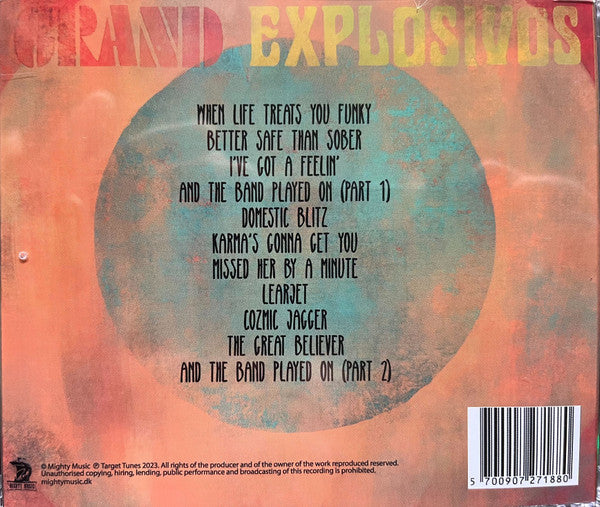 GRAND EXPLOSIVOS
WHEN LIFE TREATS YOU FUNKY
BETTER SAFE THAN SOBER
I'VE GOT A FEELIN'
AND THE BAND PLAYED ON (PART 1)
DOMESTIC BLITZ
KARMA'S GONNA GET YOU
MISSED HER BY A MINUTE
LEARJET
COZMIC JAGGER
THE GREAT BELIEVER
AND THE BAND PLAYED ON (PART 2)
© Mighty Music ℗ Target Tunes 2023. All rights of the producer and of the owner of the work reproduced reserved.
Unauthorised copying, hiring, lending, public performance and broadcasting of this recording is prohibited.
mightymusic.dk
MIGHTY MUSIC
5 700907 271880